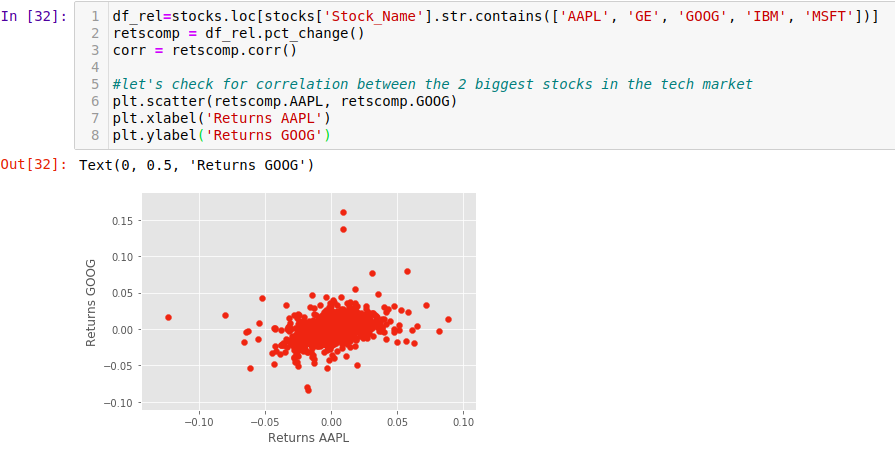 In [32]:
1 df_rel=stocks.loc[stocks['Stock_Name'].str.contains(['AAPL', 'GE', 'GOOG', 'IBM', 'MSFT'])]
2 retscomp = df_rel.pct_change()
3 corr = retscomp.corr()
4
5 #let's check for correlation between the 2 biggest stocks in the tech market
6 plt.scatter(retscomp.AAPL, retscomp.GOOG)
7 plt.xlabel('Returns AAPL')
8 plt.ylabel('Returns GOOG')
Out[32]: Text(0, 0.5, 'Returns GOOG')
0.15
0.10
0.05
0.00
−0.05
−0.10
Returns GOOG
−0.10 −0.05 0.00 0.05 0.10
Returns AAPL